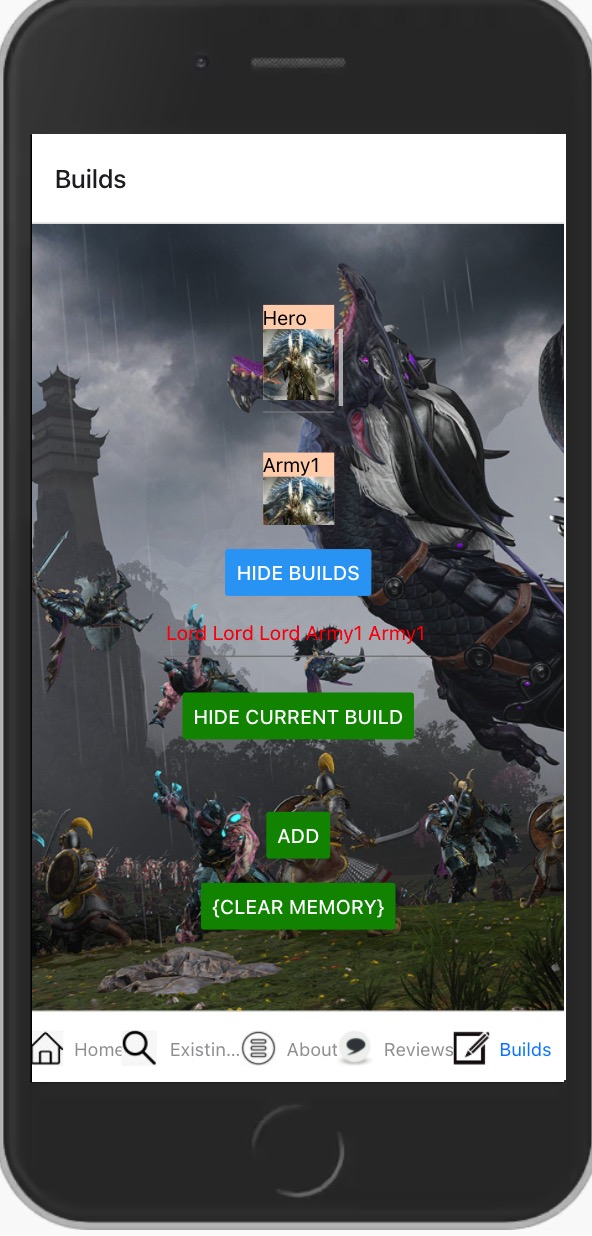 Builds
Hero
Army1
HIDE BUILDS
Lord Lord Lord Army1 Army1
HIDE CURRENT BUILD
ADD
{CLEAR MEMORY}
Home Existin... About Reviews Builds